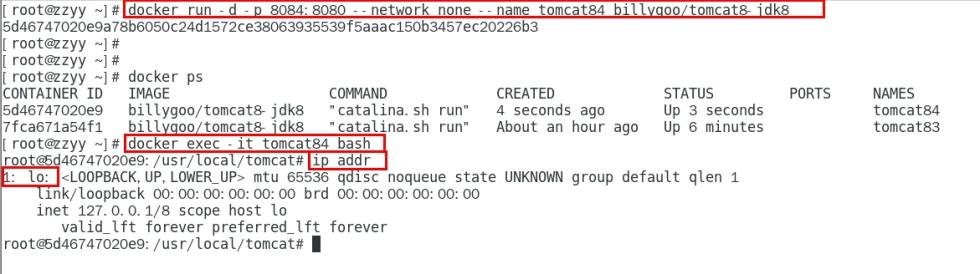 [ root@zzyy ~] # docker run - d - p 8084: 8080 -- network none -- name tomcat84 billygoo/tomcat8- jdk8
5d46747020e9a78b6050c24d1572ce38063935539f5aaac150b3457ec20226b3
[ root@zzyy ~] #
[ root@zzyy ~] #
[ root@zzyy ~] # docker ps
CONTAINER ID IMAGE COMMAND CREATED STATUS PORTS NAMES
5d46747020e9 billygoo/tomcat8- jdk8 "catalina. sh run" 4 seconds ago Up 3 seconds tomcat84
7fca671a54f1 billygoo/tomcat8- jdk8 "catalina. sh run" About an hour ago Up 6 minutes tomcat83
[ root@zzyy ~] # docker exec - it tomcat84 bash
root@5d46747020e9: /usr/local/tomcat# ip addr
1: lo: <LOOPBACK, UP, LOWER_UP> mtu 65536 qdisc noqueue state UNKNOWN group default qlen 1
link/loopback 00: 00: 00: 00: 00: 00 brd 00: 00: 00: 00: 00: 00
inet 127. 0. 0. 1/8 scope host lo
valid_lft forever preferred_lft forever
root@5d46747020e9: /usr/local/tomcat#